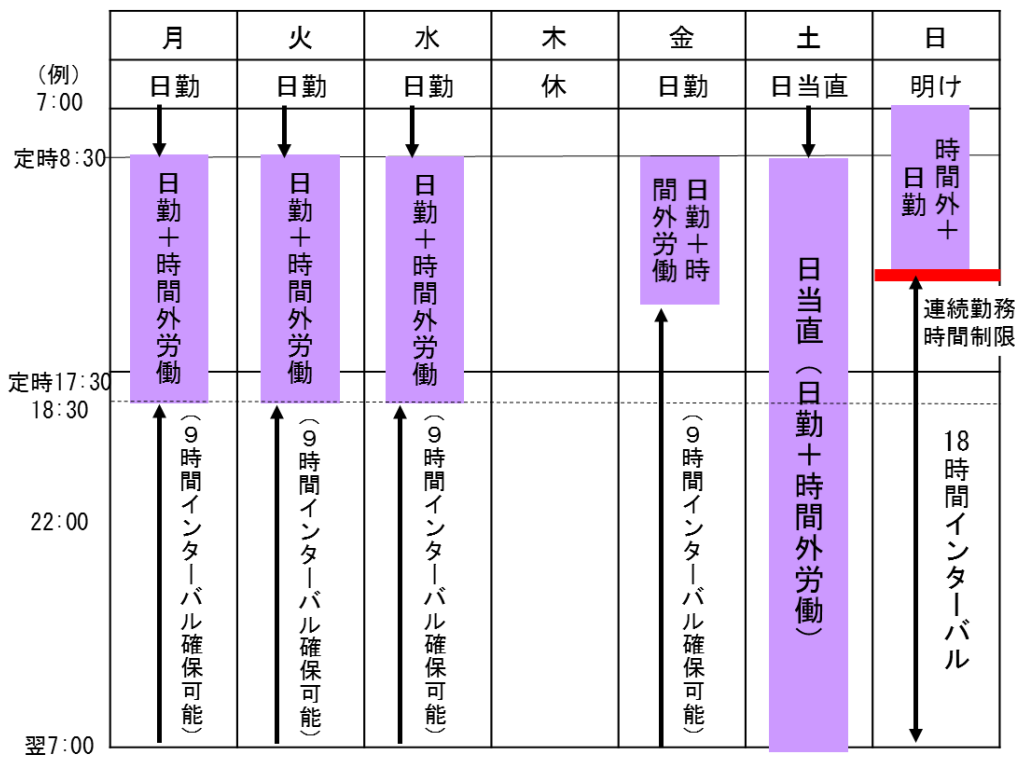 月 火 水 木 金 土 日
(例)
7:00
日勤 日勤 日勤 休 日勤 日当直 明け
定時8:30
日勤＋時間外労働
日勤＋時間外労働
日勤＋時間外労働
日勤＋時
間外労働
日当直（日勤＋時間外労働）
時間外＋
日勤
連続勤務
時間制限
定時17:30
18:30
22:00
翌7:00
（９時間インターバル確保可能）
（９時間インターバル確保可能）
（９時間インターバル確保可能）
（９時間インターバル確保可能）
18時間インターバル